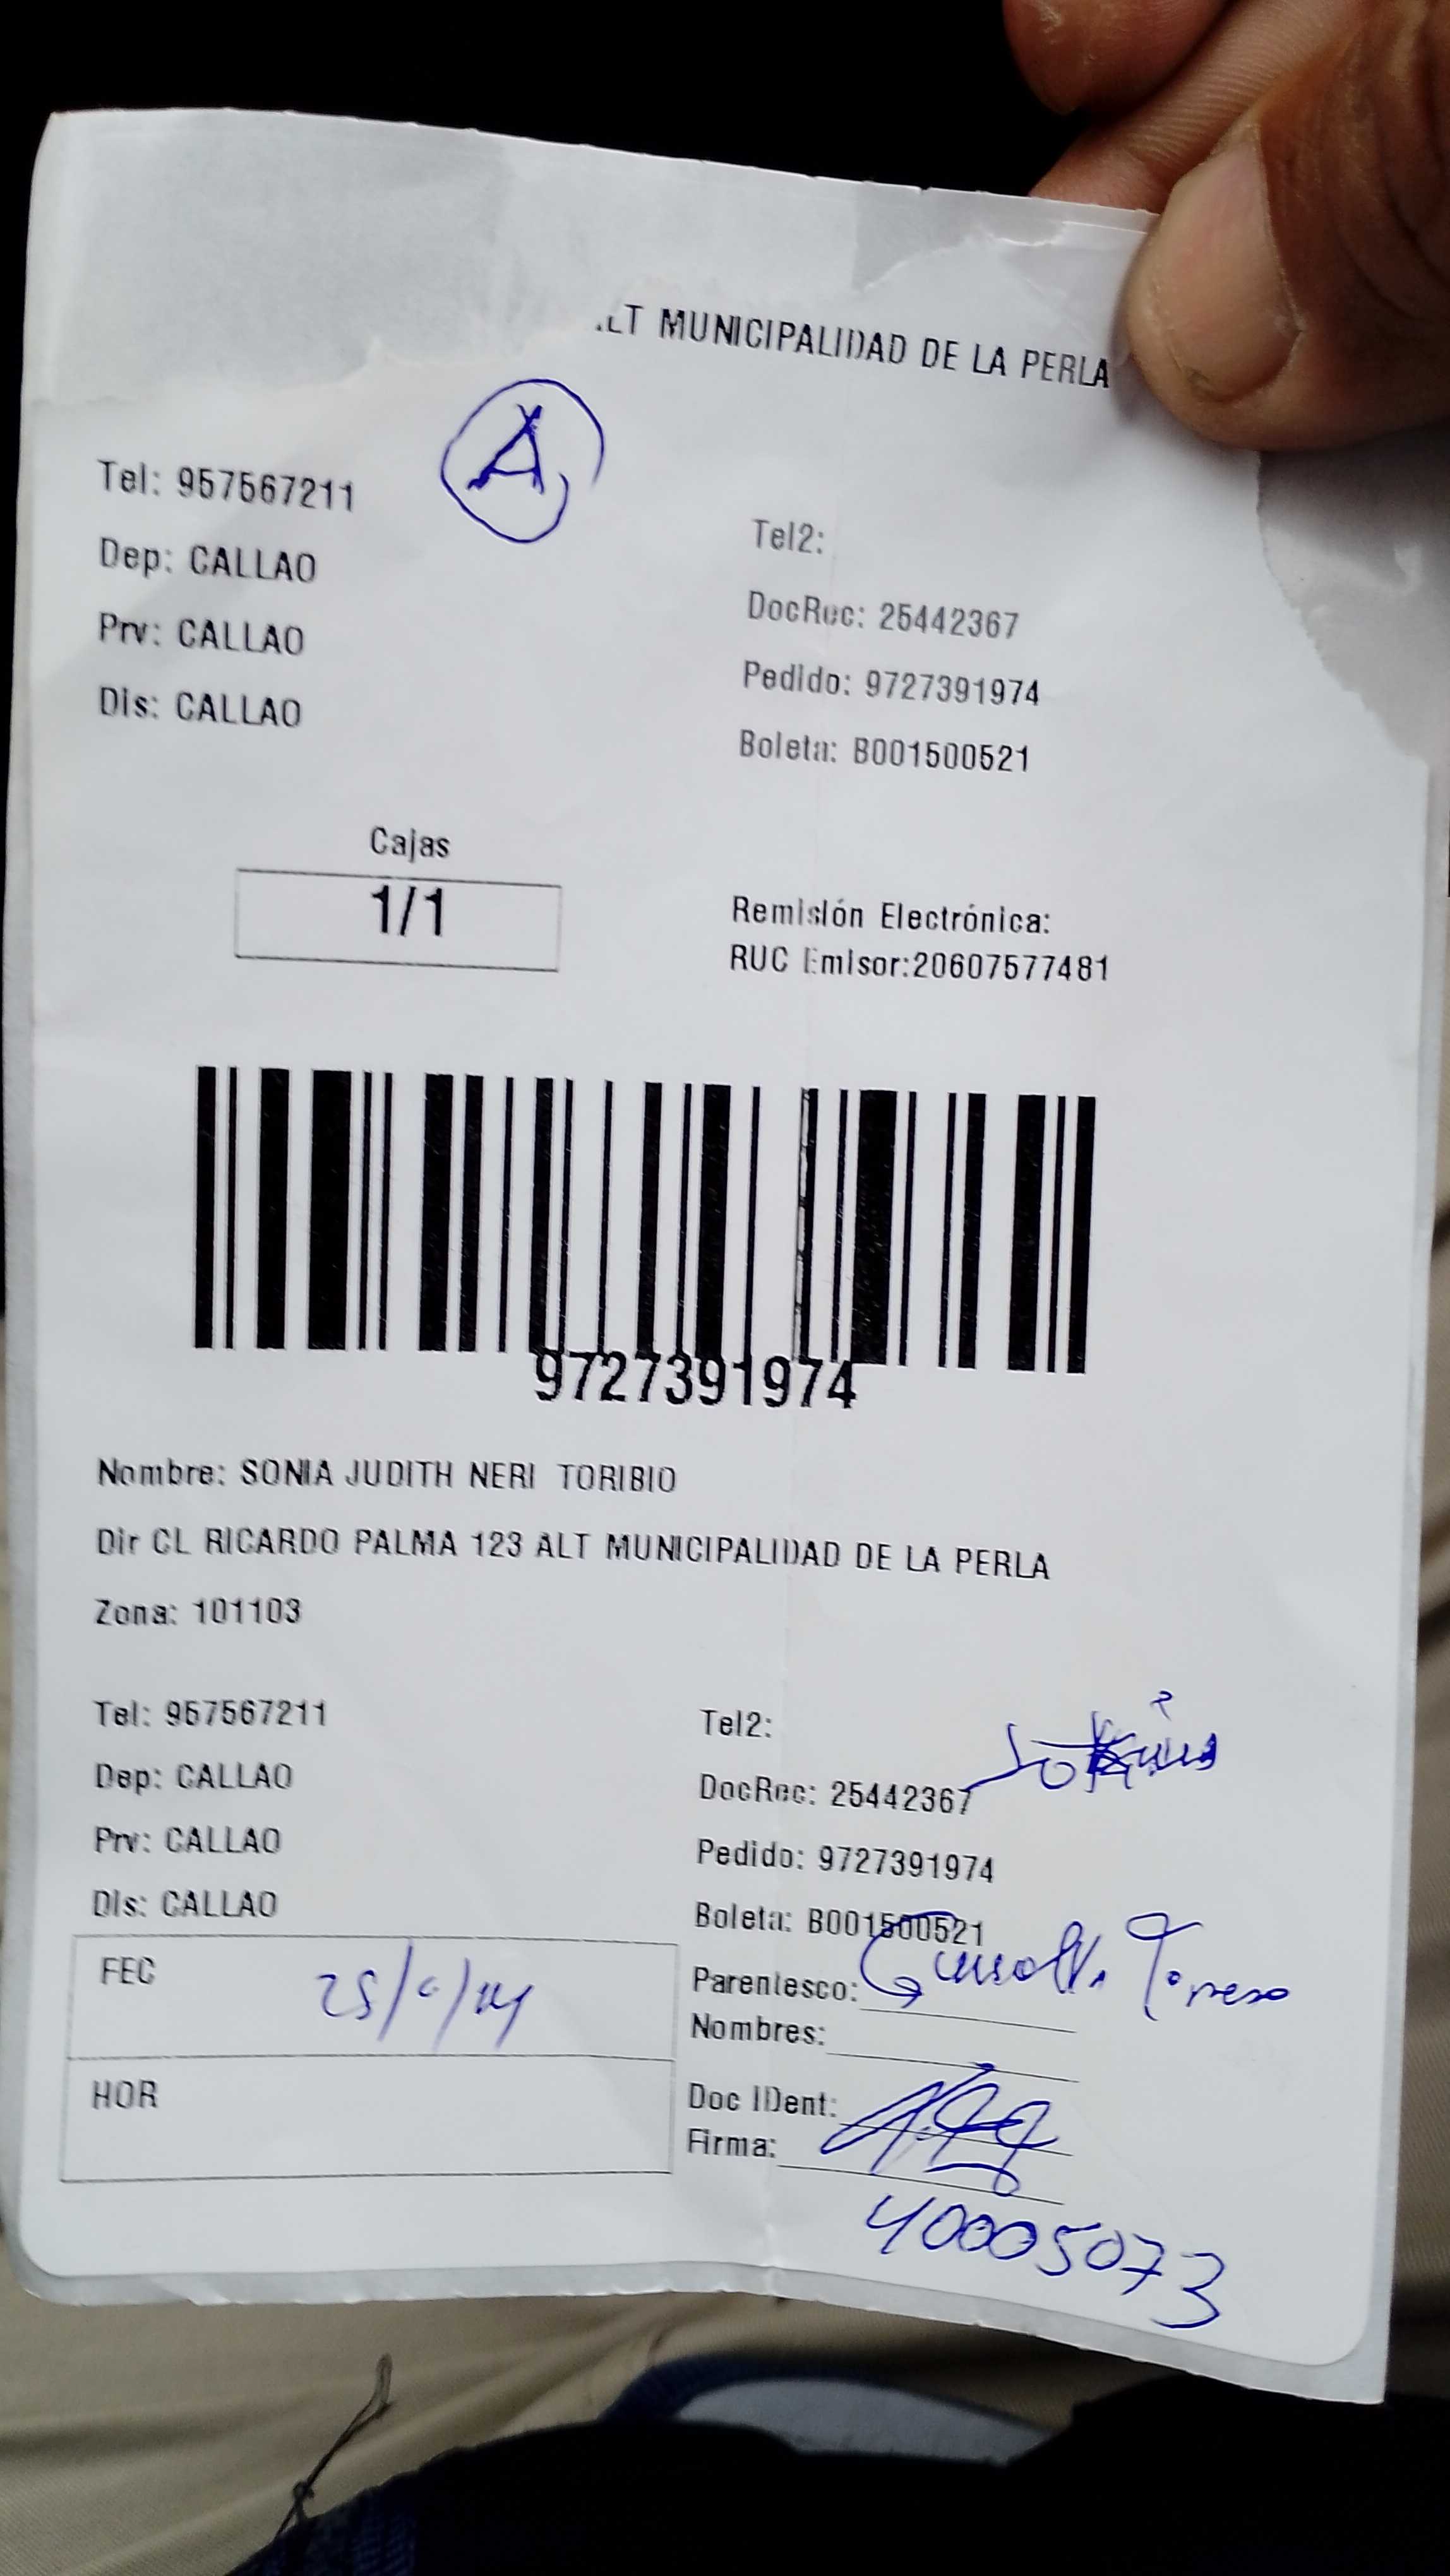 ALT MUNICIPALIDAD DE LA PERLA
A
Tel: 957567211
Tel2:
Dep: CALLAO
DocRec: 25442367
Prv: CALLAO
Pedido: 9727391974
Dis: CALLAO
Boleta: B001500521
Cajas
1/1
Remisión Electrónica:
RUC Emisor:20607577481
9727391974
Nombre: SONIA JUDITH NERI TORIBIO
Dir CL RICARDO PALMA 123 ALT MUNICIPALIDAD DE LA PERLA
Zona: 101103
Tel: 957567211
Tel2:
Dep: CALLAO
DocRec: 25442367
Prv: CALLAO
Pedido: 9727391974
Dis: CALLAO
Boleta: B001500521
FEC
Parentesco:
Nombres:
HOR
Doc IDent:
Firma:
40005073